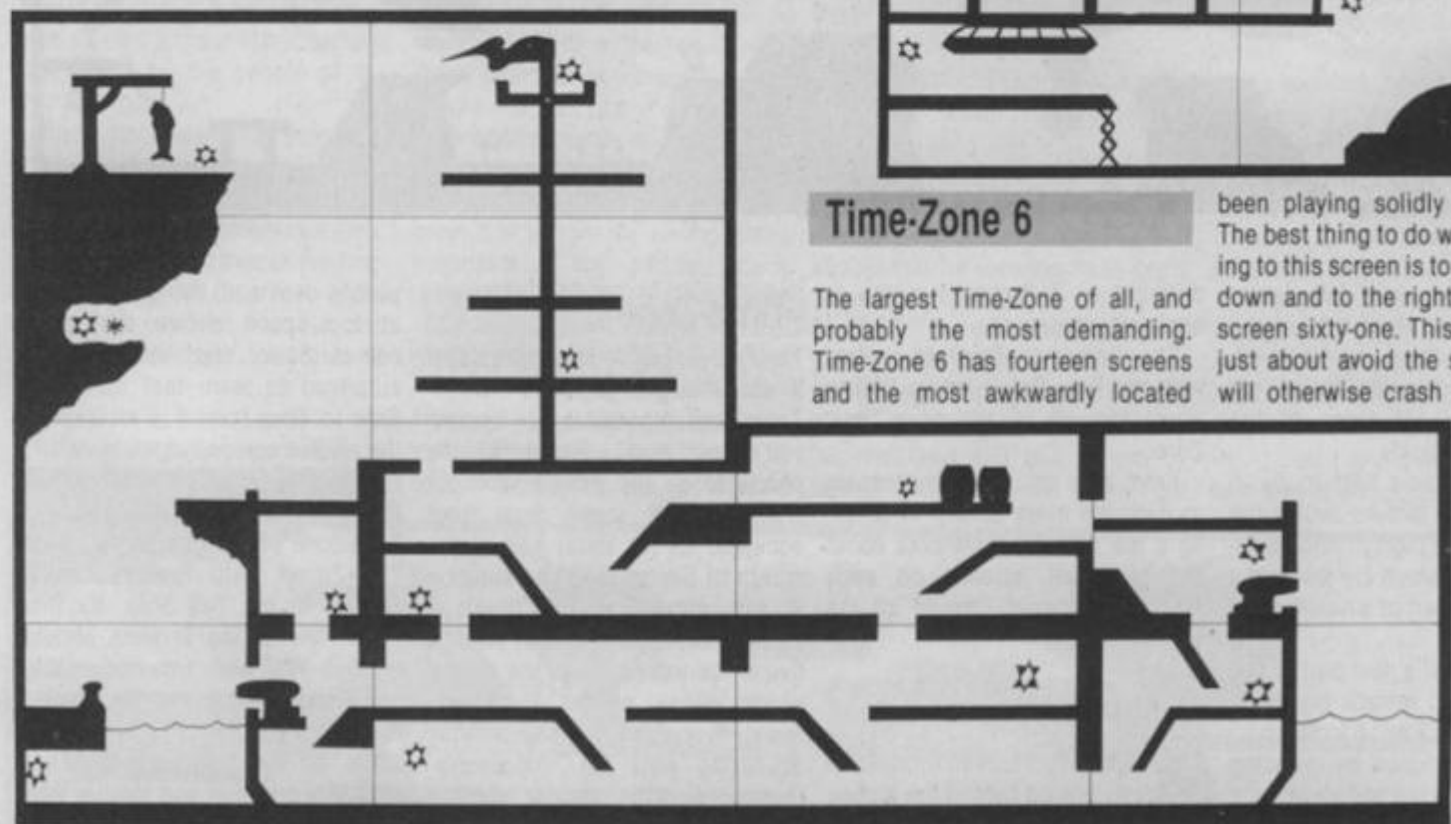 Time-Zone 6
The largest Time-Zone of all, and
probably the most demanding.
Time-Zone 6 has fourteen screens
and the most awkwardly located
been playing solidly
The best thing to do w
ing to this screen is to
down and to the right
screen sixty-one. This
just about avoid the s
will otherwise crash